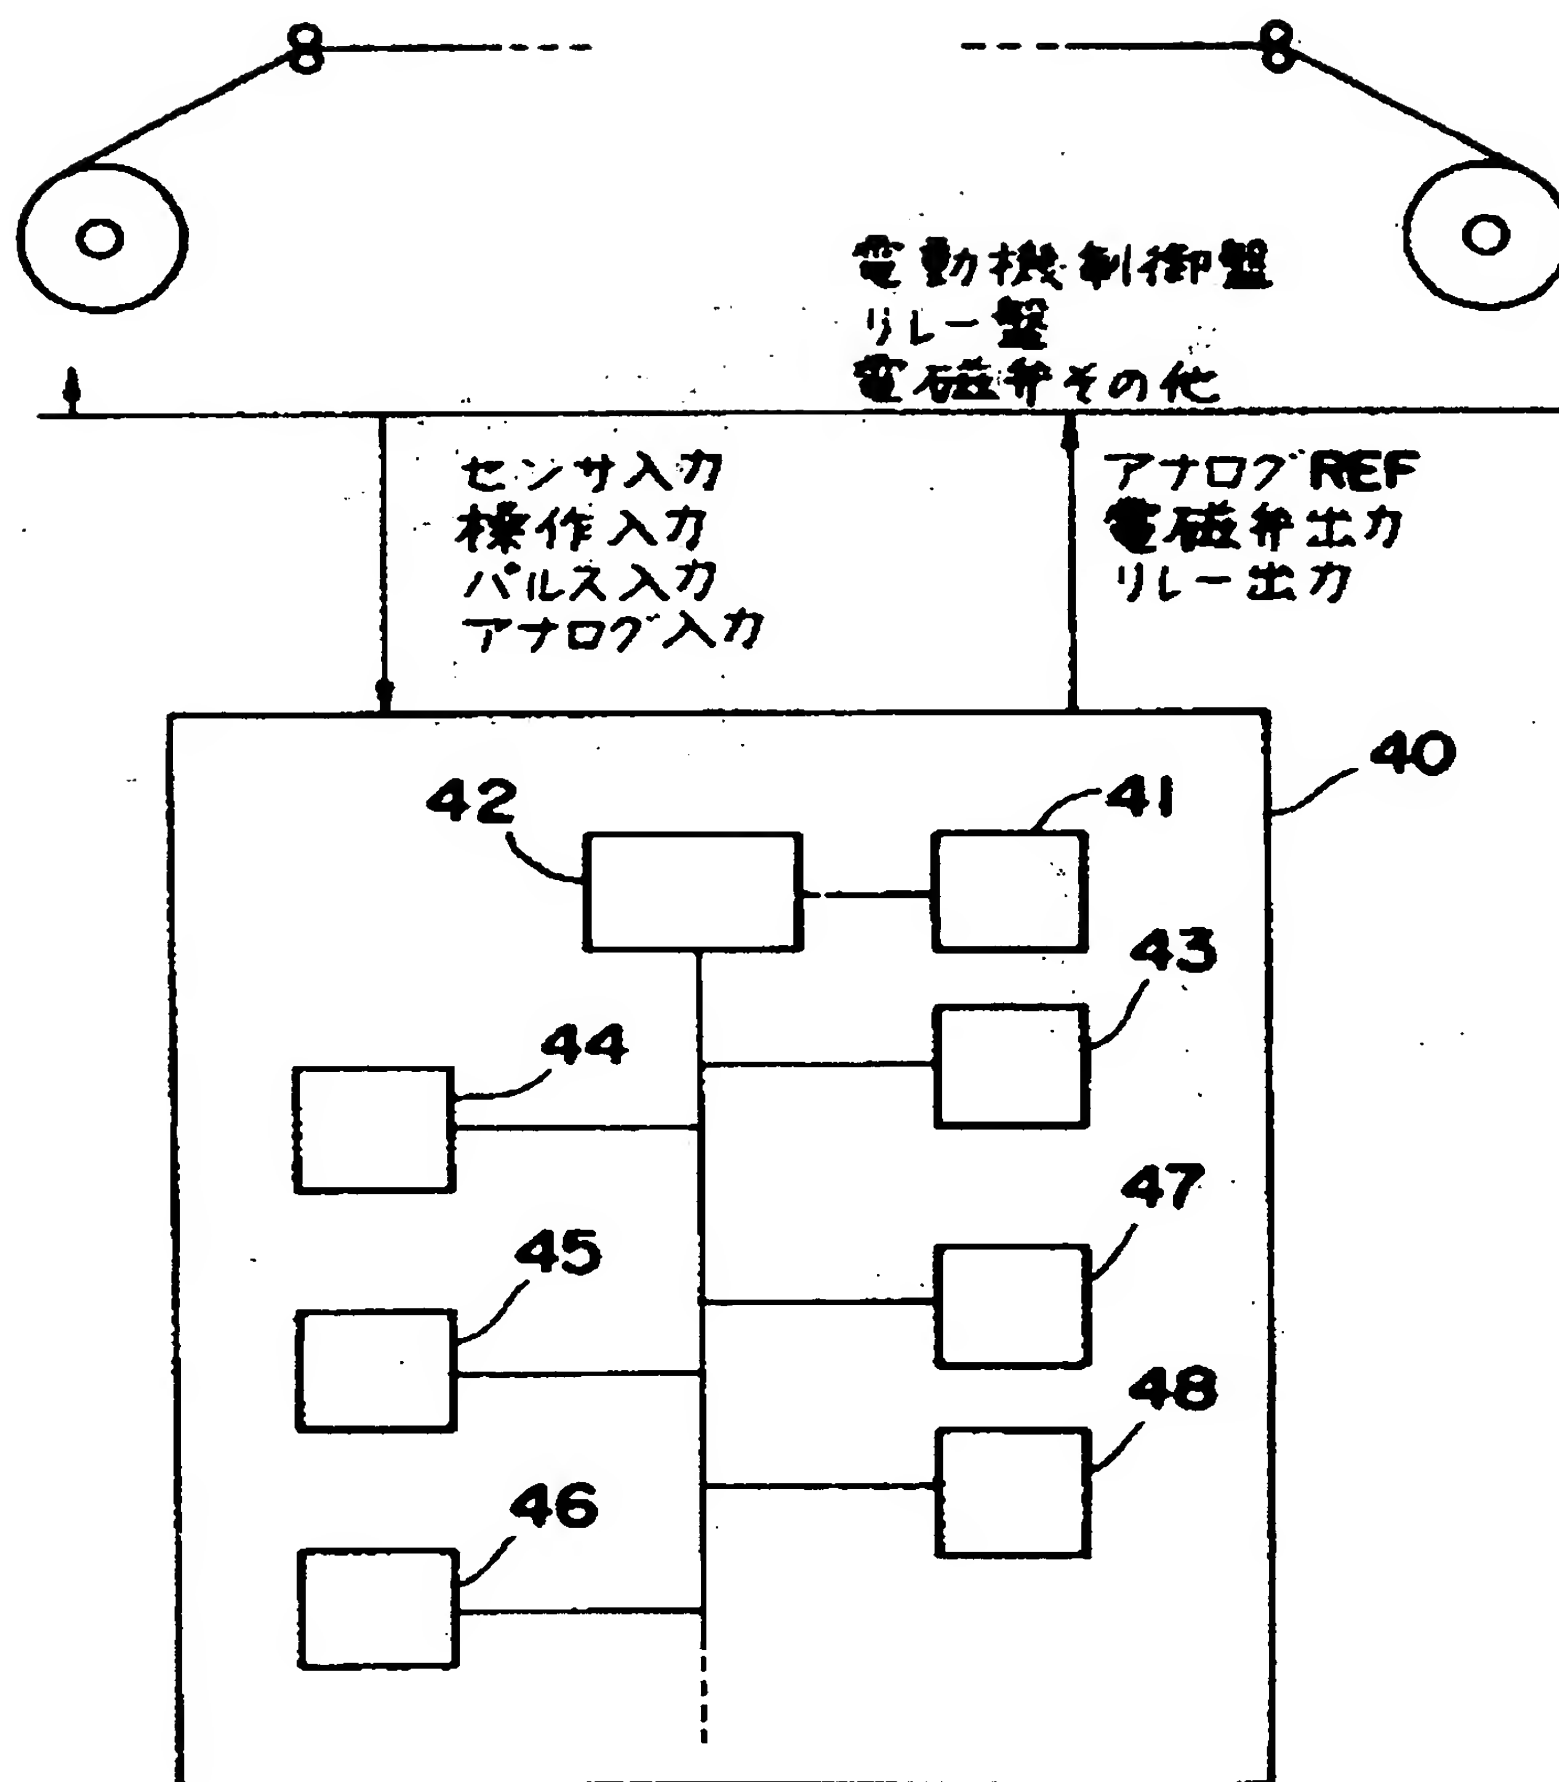 電動機制御盤
リレー盤
電磁弁その他
センサ入力
操作入力
パルス入力
アナログ入力
アナログREF
電磁弁出力
リレー出力
40
42
41
43
44
47
45
48
46